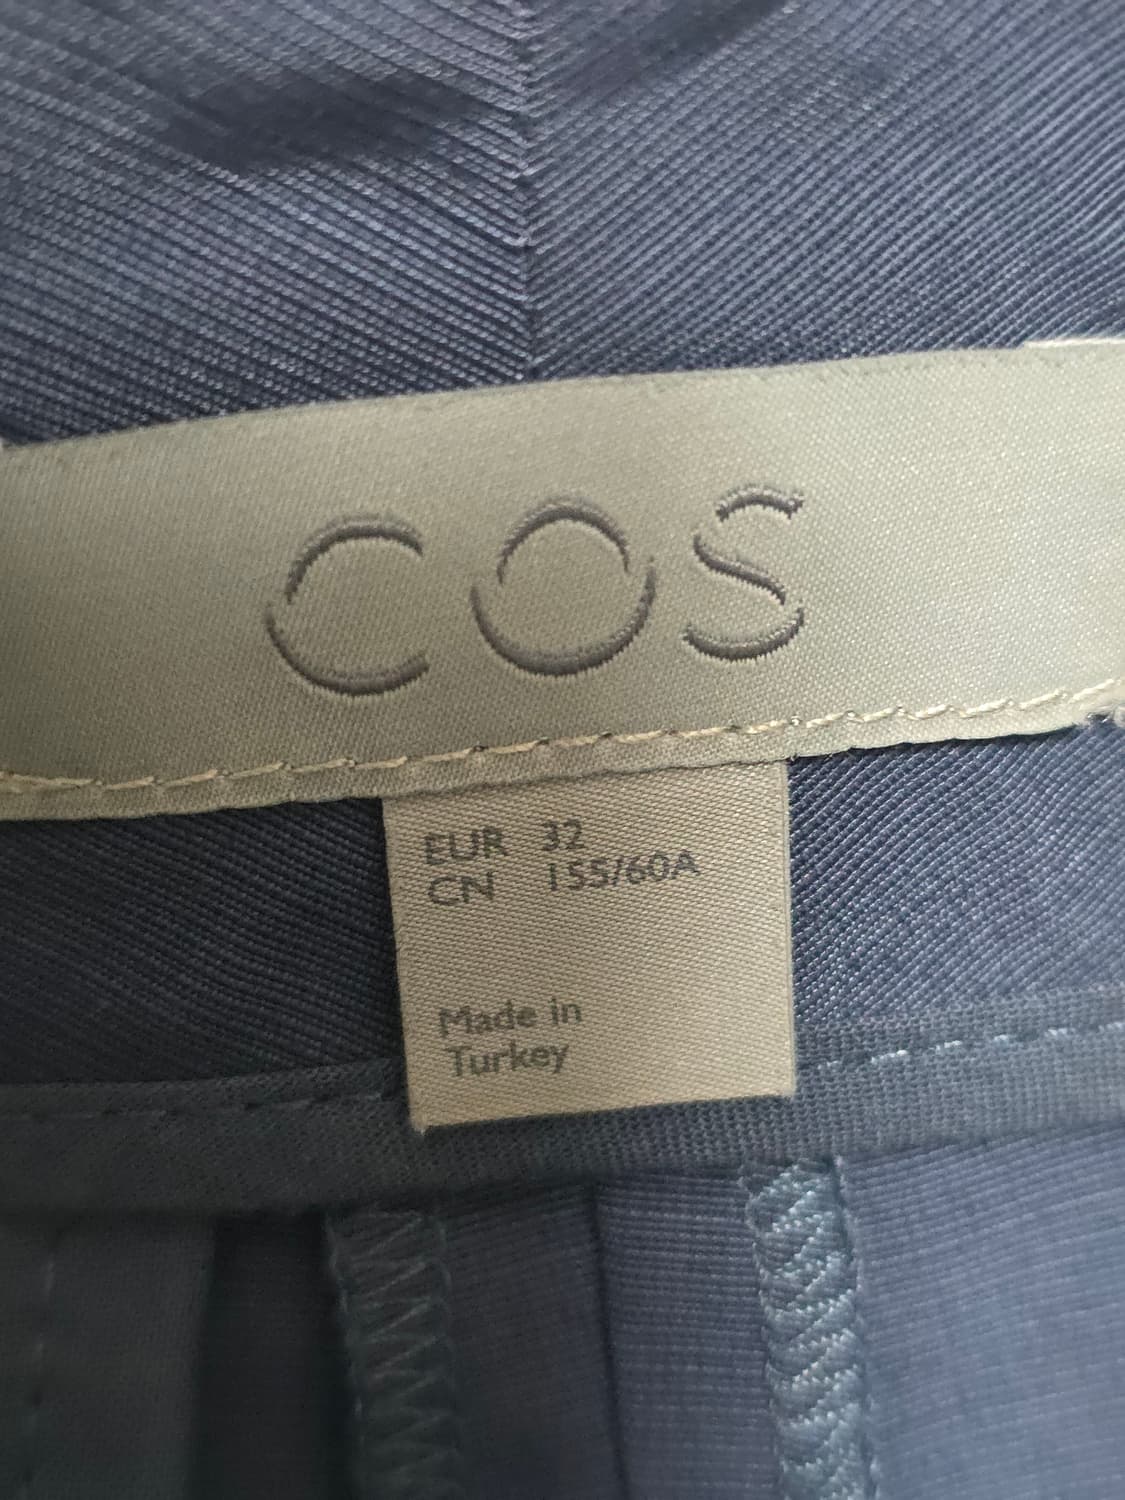 COS
EUR 32
CN 155/60A
Made in
Turkey